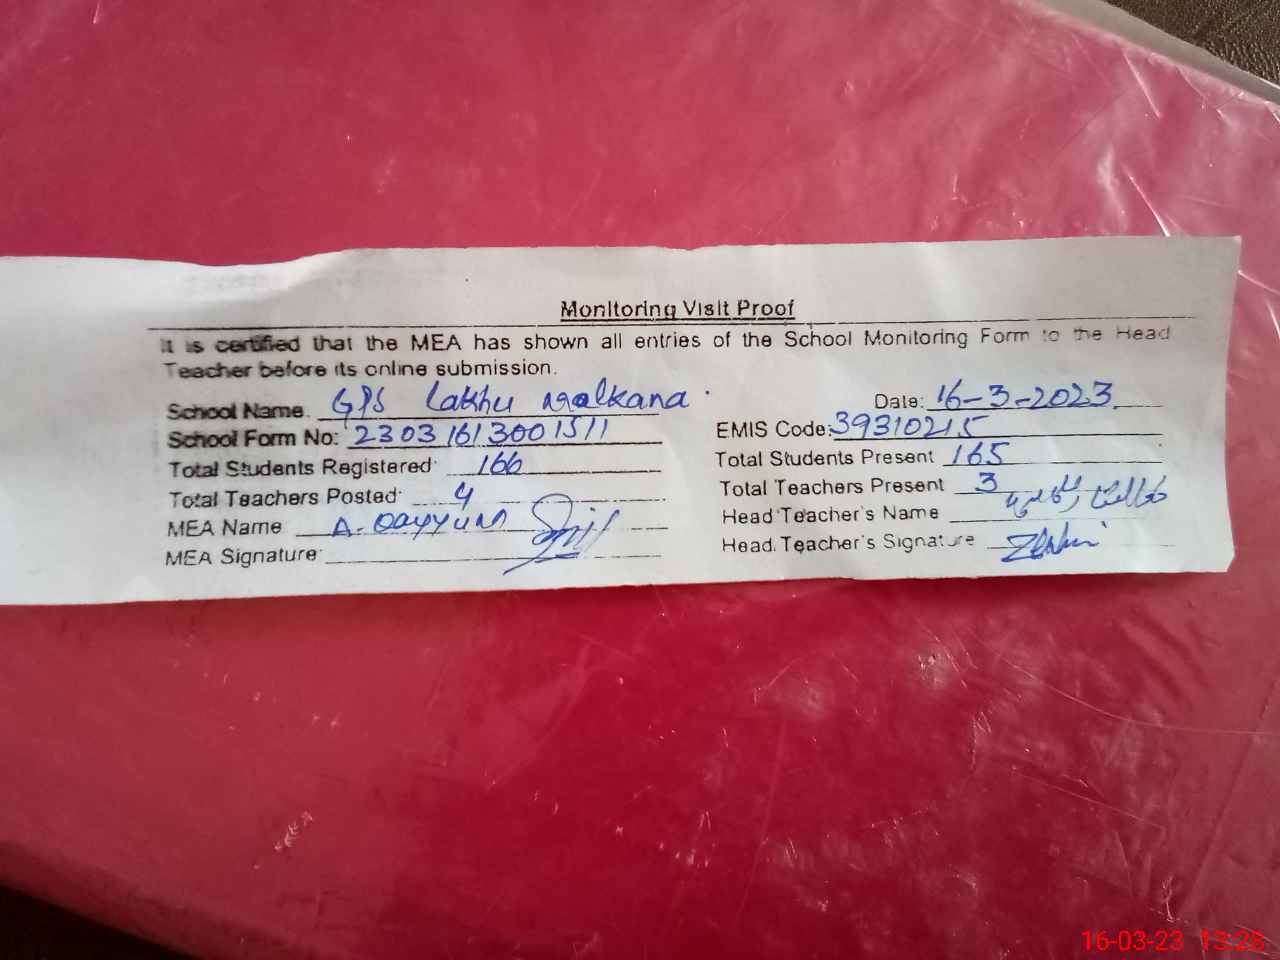 Monitoring Visit Proof
It is certified that the MEA has shown all entries of the School Monitoring Form to the Head
Teacher before its online submission.
School Name. GPS Lakhu Malkana Date: 16-3-2023
School Form No: 23031613001511 EMIS Code: 39310215
Total Students Registered: 166 Total Students Present 165
Total Teachers Posted: 4 Total Teachers Present 3
MEA Name A. Qayyum Head Teacher's Name
MEA Signature: Head Teacher's Signature
16-03-23 13:28